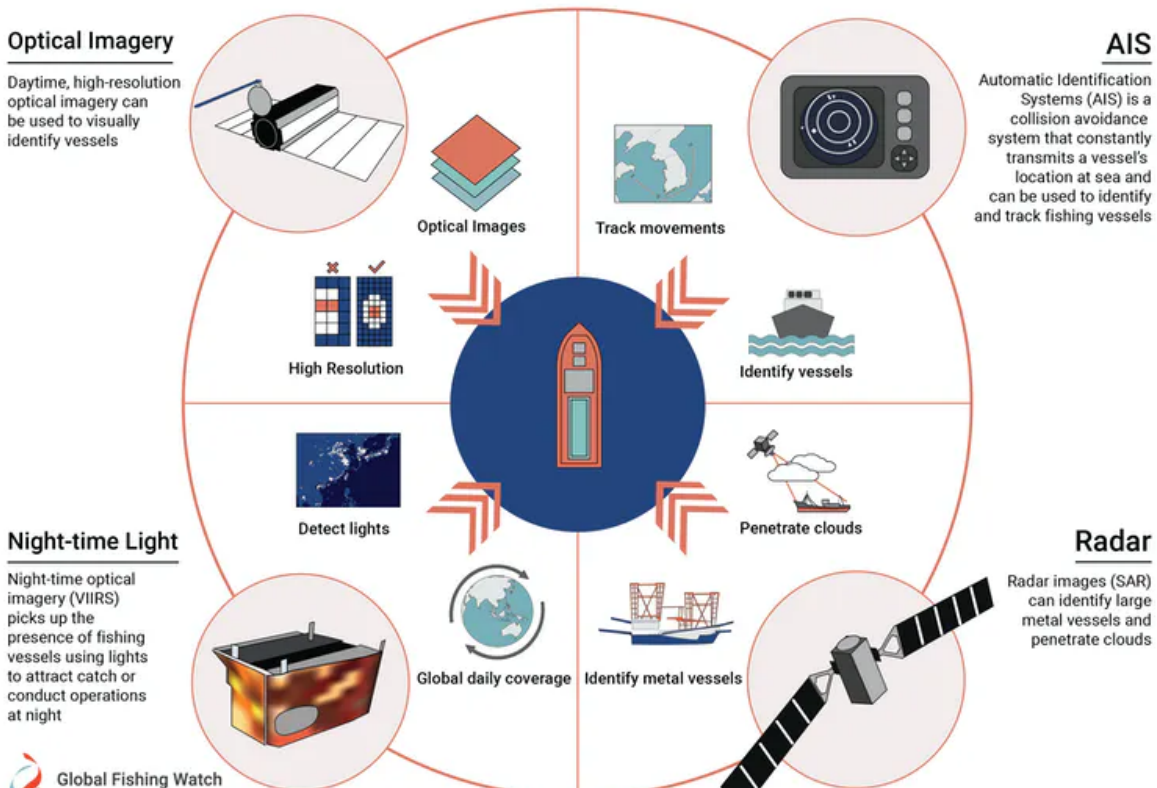 Optical Imagery
Daytime, high-resolution
optical imagery can
be used to visually
identify vessels
AIS
Automatic Identification
Systems (AIS) is a
collision avoidance
system that constantly
transmits a vessel's
location at sea and
can be used to identify
and track fishing vessels
Optical Images
Track movements
High Resolution
Identify vessels
Detect lights
Penetrate clouds
Night-time Light
Night-time optical
imagery (VIIRS)
picks up the
presence of fishing
vessels using lights
to attract catch or
conduct operations
at night
Radar
Radar images (SAR)
can identify large
metal vessels and
penetrate clouds
Global daily coverage
Identify metal vessels
Global Fishing Watch